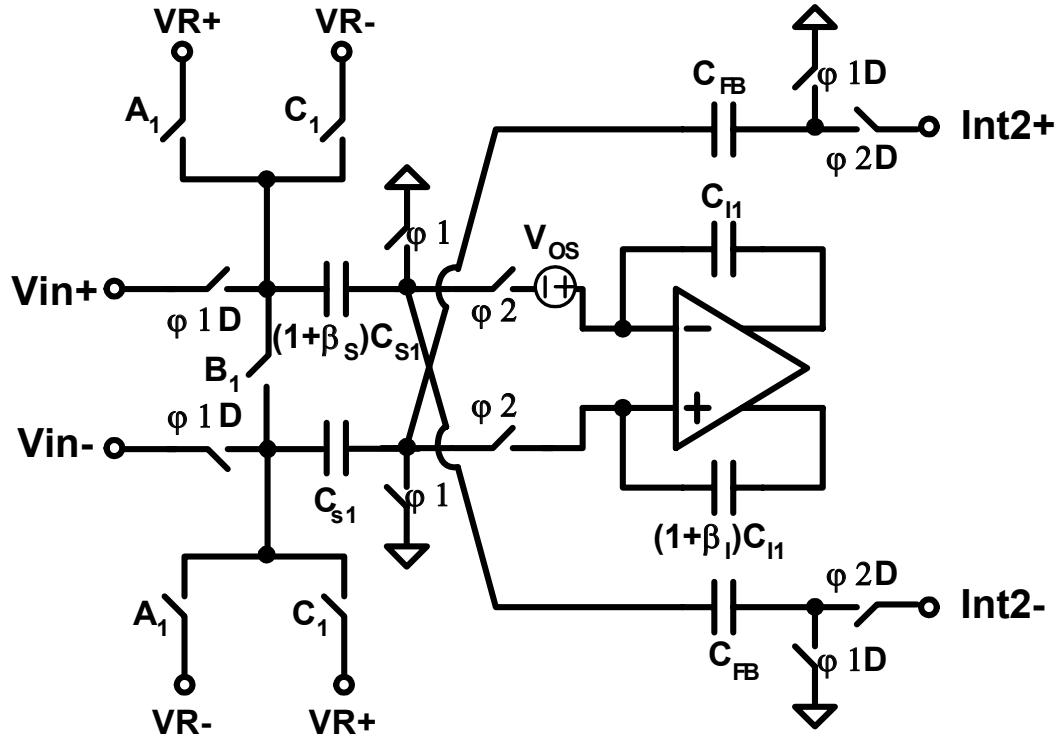 VR+ VR-
A1 C1
CFB φ 1D
Int2+
φ 2D
CI1
φ 1
VOS
Vin+
φ 1D
(1+βS)CS1
φ 2
− 
B1
φ 1D
φ 2
+
Vin-
Cs1
φ 1
(1+βI)CI1
A1 C1
φ 2D
Int2-
CFB φ 1D
VR- VR+